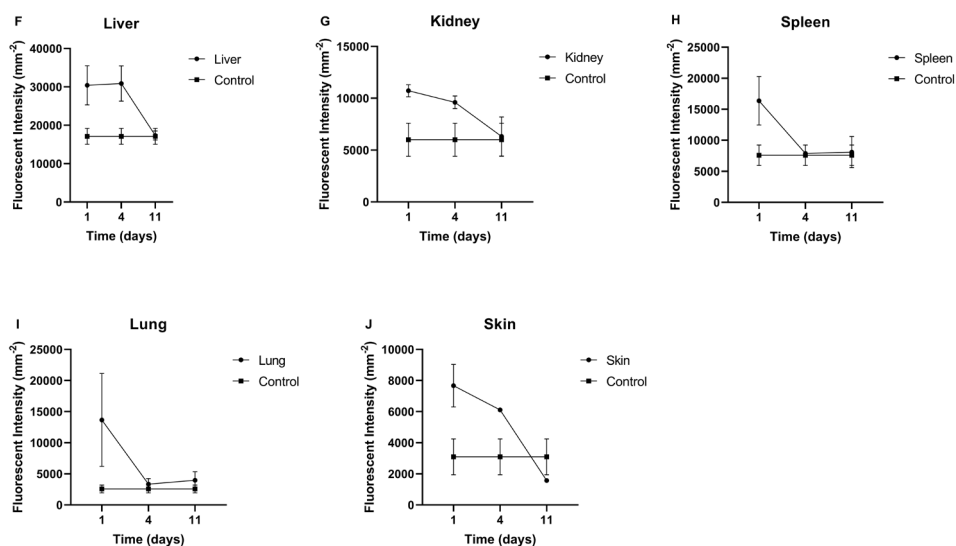 F
Liver
Fluorescent Intensity (mm⁻²)
40000
30000
20000
10000
0
1 4 11
Time (days)
Liver
Control
G
Kidney
Fluorescent Intensity (mm⁻²)
15000
10000
5000
0
1 4 11
Time (days)
Kidney
Control
H
Spleen
Fluorescent Intensity (mm⁻²)
25000
20000
15000
10000
5000
0
1 4 11
Time (days)
Spleen
Control
I
Lung
Fluorescent Intensity (mm⁻²)
25000
20000
15000
10000
5000
0
1 4 11
Time (days)
Lung
Control
J
Skin
Fluorescent Intensity (mm⁻²)
10000
8000
6000
4000
2000
0
1 4 11
Time (days)
Skin
Control